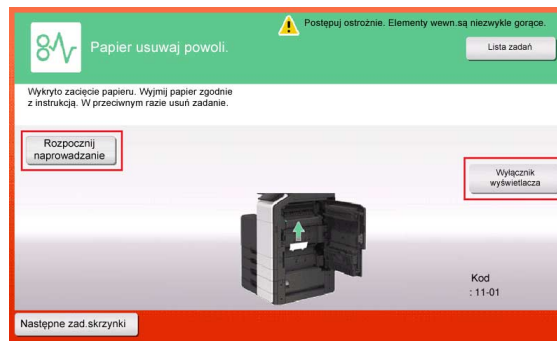 Postępuj ostrożnie. Elementy wewn.są niezwykle gorące.
Papier usuwaj powoli.
Lista zadań
Wykryto zacięcie papieru. Wyjmij papier zgodnie
z instrukcją. W przeciwnym razie usuń zadanie.
Rozpocznij
naprowadzanie
Wyłącznik
wyświetlacza
Kod
: 11-01
Następne zad.skrzynki